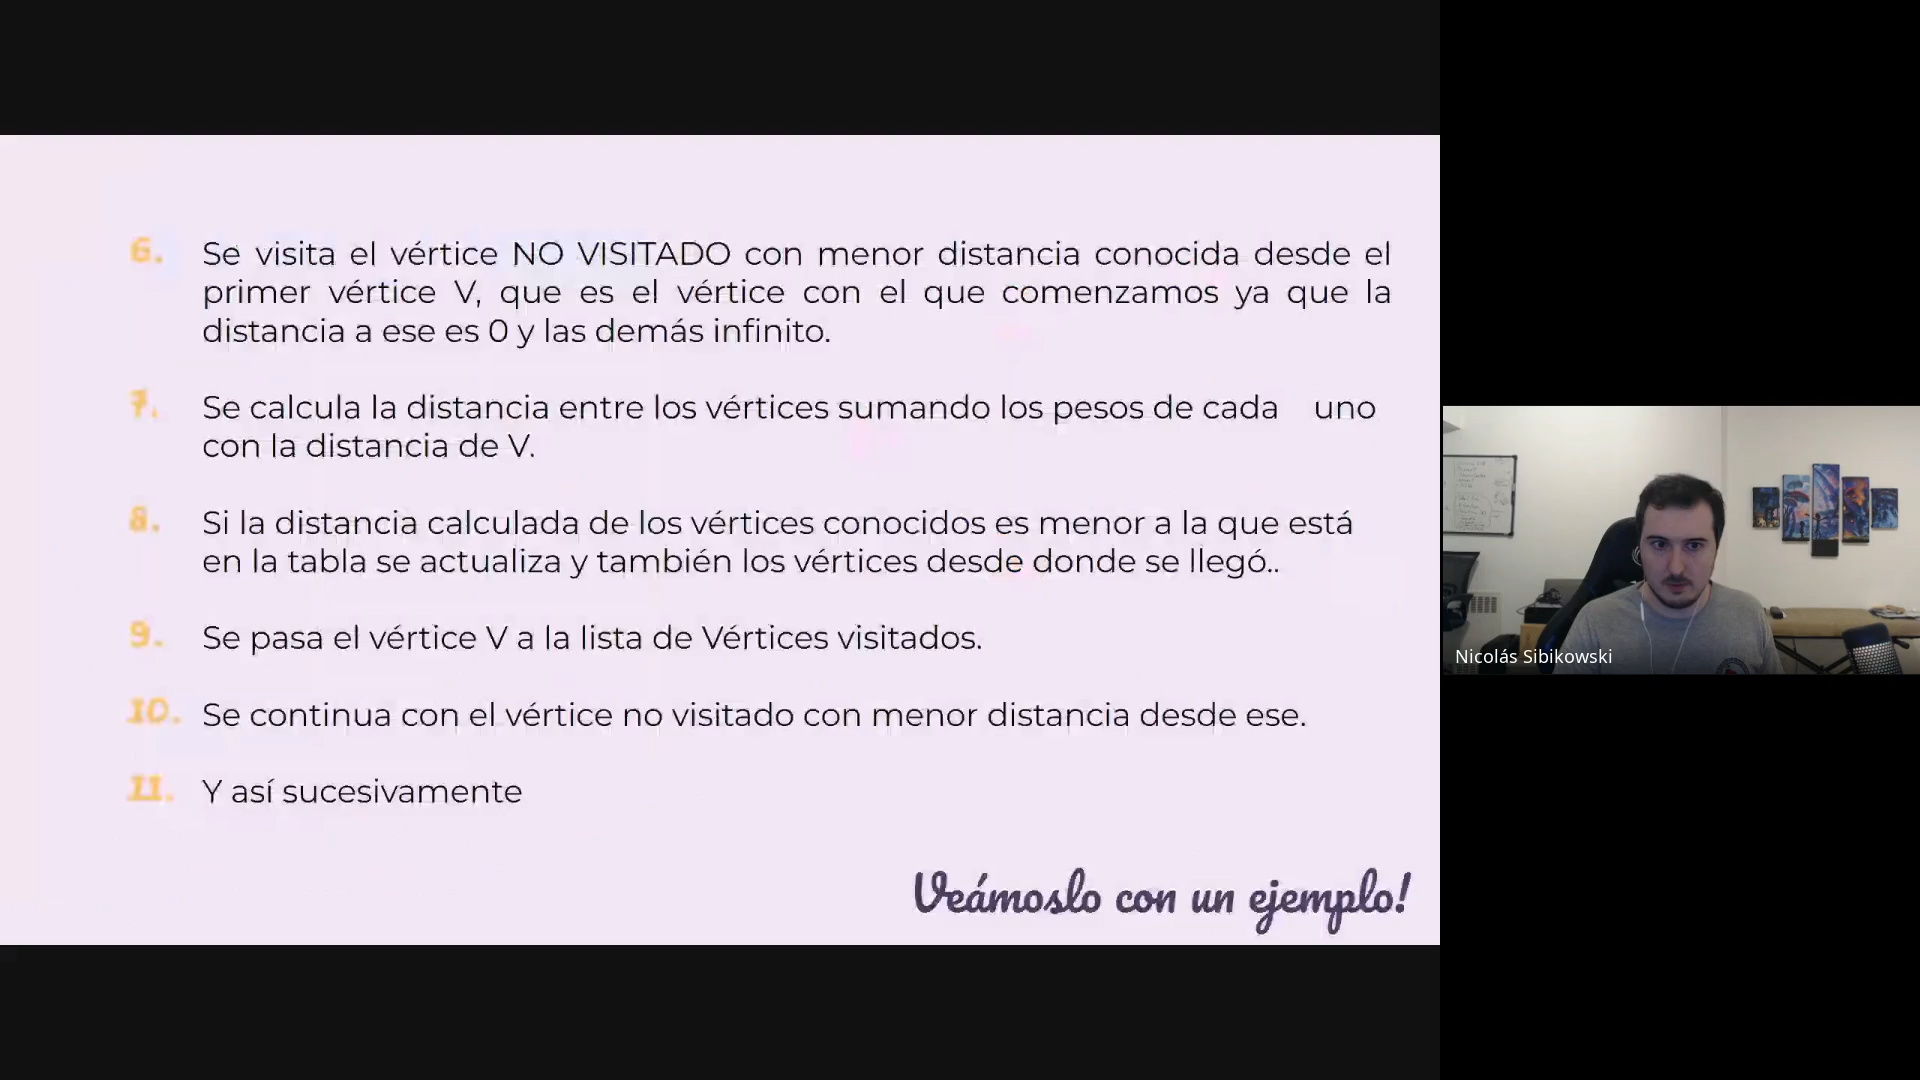 6. Se visita el vértice NO VISITADO con menor distancia conocida desde el
primer vértice V, que es el vértice con el que comenzamos ya que la
distancia a ese es 0 y las demás infinito.
7. Se calcula la distancia entre los vértices sumando los pesos de cada uno
con la distancia de V.
8. Si la distancia calculada de los vértices conocidos es menor a la que está
en la tabla se actualiza y también los vértices desde donde se llegó..
9. Se pasa el vértice V a la lista de Vértices visitados.
10. Se continua con el vértice no visitado con menor distancia desde ese.
11. Y así sucesivamente
Veámoslo con un ejemplo!
Nicolás Sibikowski